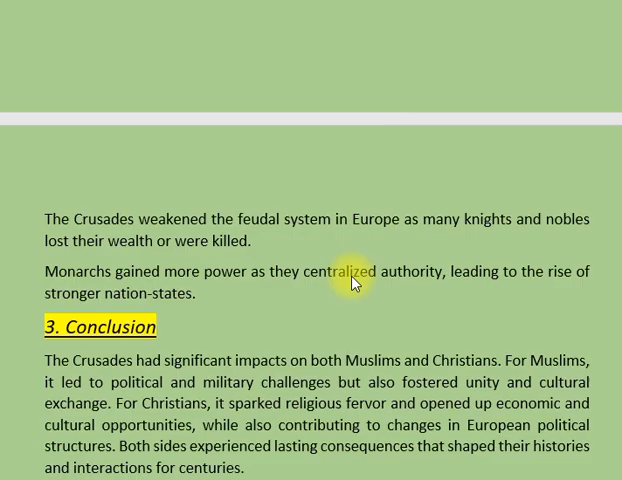 The Crusades weakened the feudal system in Europe as many knights and nobles
lost their wealth or were killed.
Monarchs gained more power as they centralized authority, leading to the rise of
stronger nation-states.
3. Conclusion
The Crusades had significant impacts on both Muslims and Christians. For Muslims,
it led to political and military challenges but also fostered unity and cultural
exchange. For Christians, it sparked religious fervor and opened up economic and
cultural opportunities, while also contributing to changes in European political
structures. Both sides experienced lasting consequences that shaped their histories
and interactions for centuries.